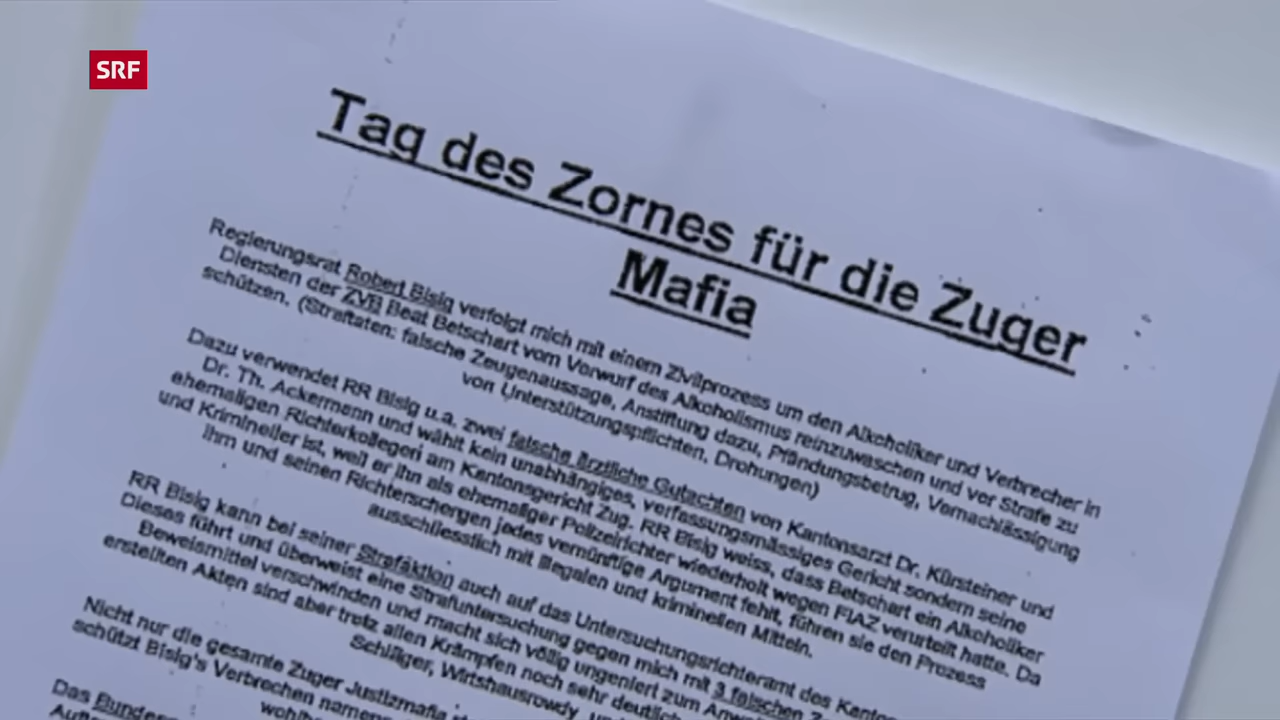 SRF
Tag des Zornes für die Zuger
Mafia
Regierungsrat Robert Bisig verfolgt mich mit einem Zivilprozess um den Alkoholiker und Verbrecher in
Diensten der ZVB Beat Betschart vom Vorwurf des Alkoholismus reinzuwaschen und vor Strafe zu
schützen. (Straftaten: falsche Zeugenaussage, Anstiftung dazu, Pfändungsbetrug, Vernachlässigung
von Unterstützungspflichten, Drohungen)
Dazu verwendet RR Bisig u.a. zwei falsche ärztliche Gutachten von Kantonsarzt Dr. Kürsteiner und
Dr. Th. Ackermann und wählt kein unabhängiges, verfassungsmässiges Gericht sondern seine
ehemaligen Richterkollegen am Kantonsgericht Zug. RR Bisig weiss, dass Betschart ein Alkoholiker
und Krimineller ist, weil er ihn als ehemaliger Polizeirichter wiederholt wegen FIAZ verurteilt hatte. Da
ihm und seinen Richterschergen jedes vernünftige Argument fehlt, führen sie den Prozess
ausschliesslich mit illegalen und kriminellen Mitteln.
RR Bisig kann bei seiner Strafaktion auch auf das Untersuchungsrichteramt des
Dieses führt und überweist eine Strafuntersuchung gegen mich mit 3 falschen
Beweismittel verschwinden und macht sich völlig ungeniert zum
erstellten Akten sind aber trotz allen Krämpfen noch sehr deutlich
Schläger, Wirtshausrowdy
Nicht nur die gesamte Zuger Justizmafia
schützt Bisig's Verbrechen
Das